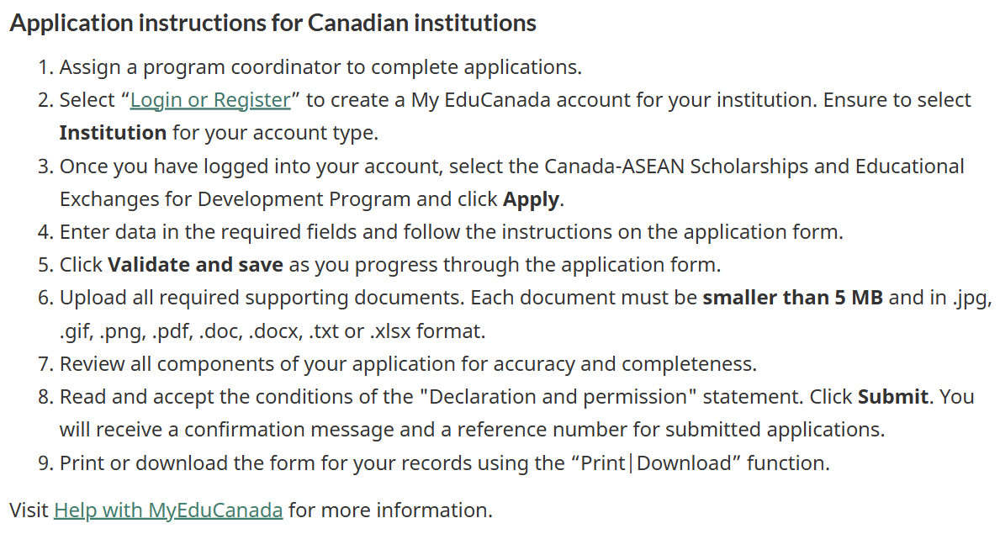 Application instructions for Canadian institutions
1. Assign a program coordinator to complete applications.
2. Select “Login or Register” to create a My EduCanada account for your institution. Ensure to select
Institution for your account type.
3. Once you have logged into your account, select the Canada-ASEAN Scholarships and Educational
Exchanges for Development Program and click Apply.
4. Enter data in the required fields and follow the instructions on the application form.
5. Click Validate and save as you progress through the application form.
6. Upload all required supporting documents. Each document must be smaller than 5 MB and in .jpg,
.gif, .png, .pdf, .doc, .docx, .txt or .xlsx format.
7. Review all components of your application for accuracy and completeness.
8. Read and accept the conditions of the "Declaration and permission" statement. Click Submit. You
will receive a confirmation message and a reference number for submitted applications.
9. Print or download the form for your records using the “Print|Download” function.
Visit Help with MyEduCanada for more information.